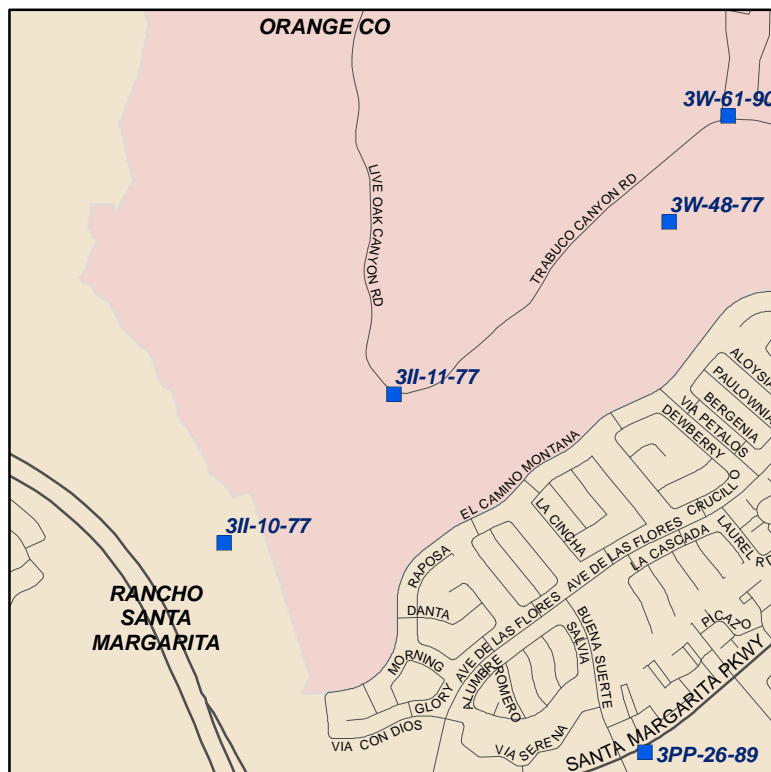 ORANGE CO
3W-61-90
LIVE OAK CANYON RD
3W-48-77
TRABUCO CANYON RD
3II-11-77
ALOYSIA
PAULOWNIA
BERGENIA
VIA PETALOS
DEWBERRY
EL CAMINO MONTANA
LA CINCHA
CRUCILLO
AVE DE LAS FLORES
LA CASCADA
LAUREL
3II-10-77
RAPOSA
RANCHO
SANTA
MARGARITA
DANTA
AVE DE LAS FLORES
BUENA SUERTE
SALVIA
PICAZO
MORNING
GLORY
ALUMBRE
ROMERO
VIA CON DIOS
VIA SERENA
SANTA MARGARITA PKWY
3PP-26-89